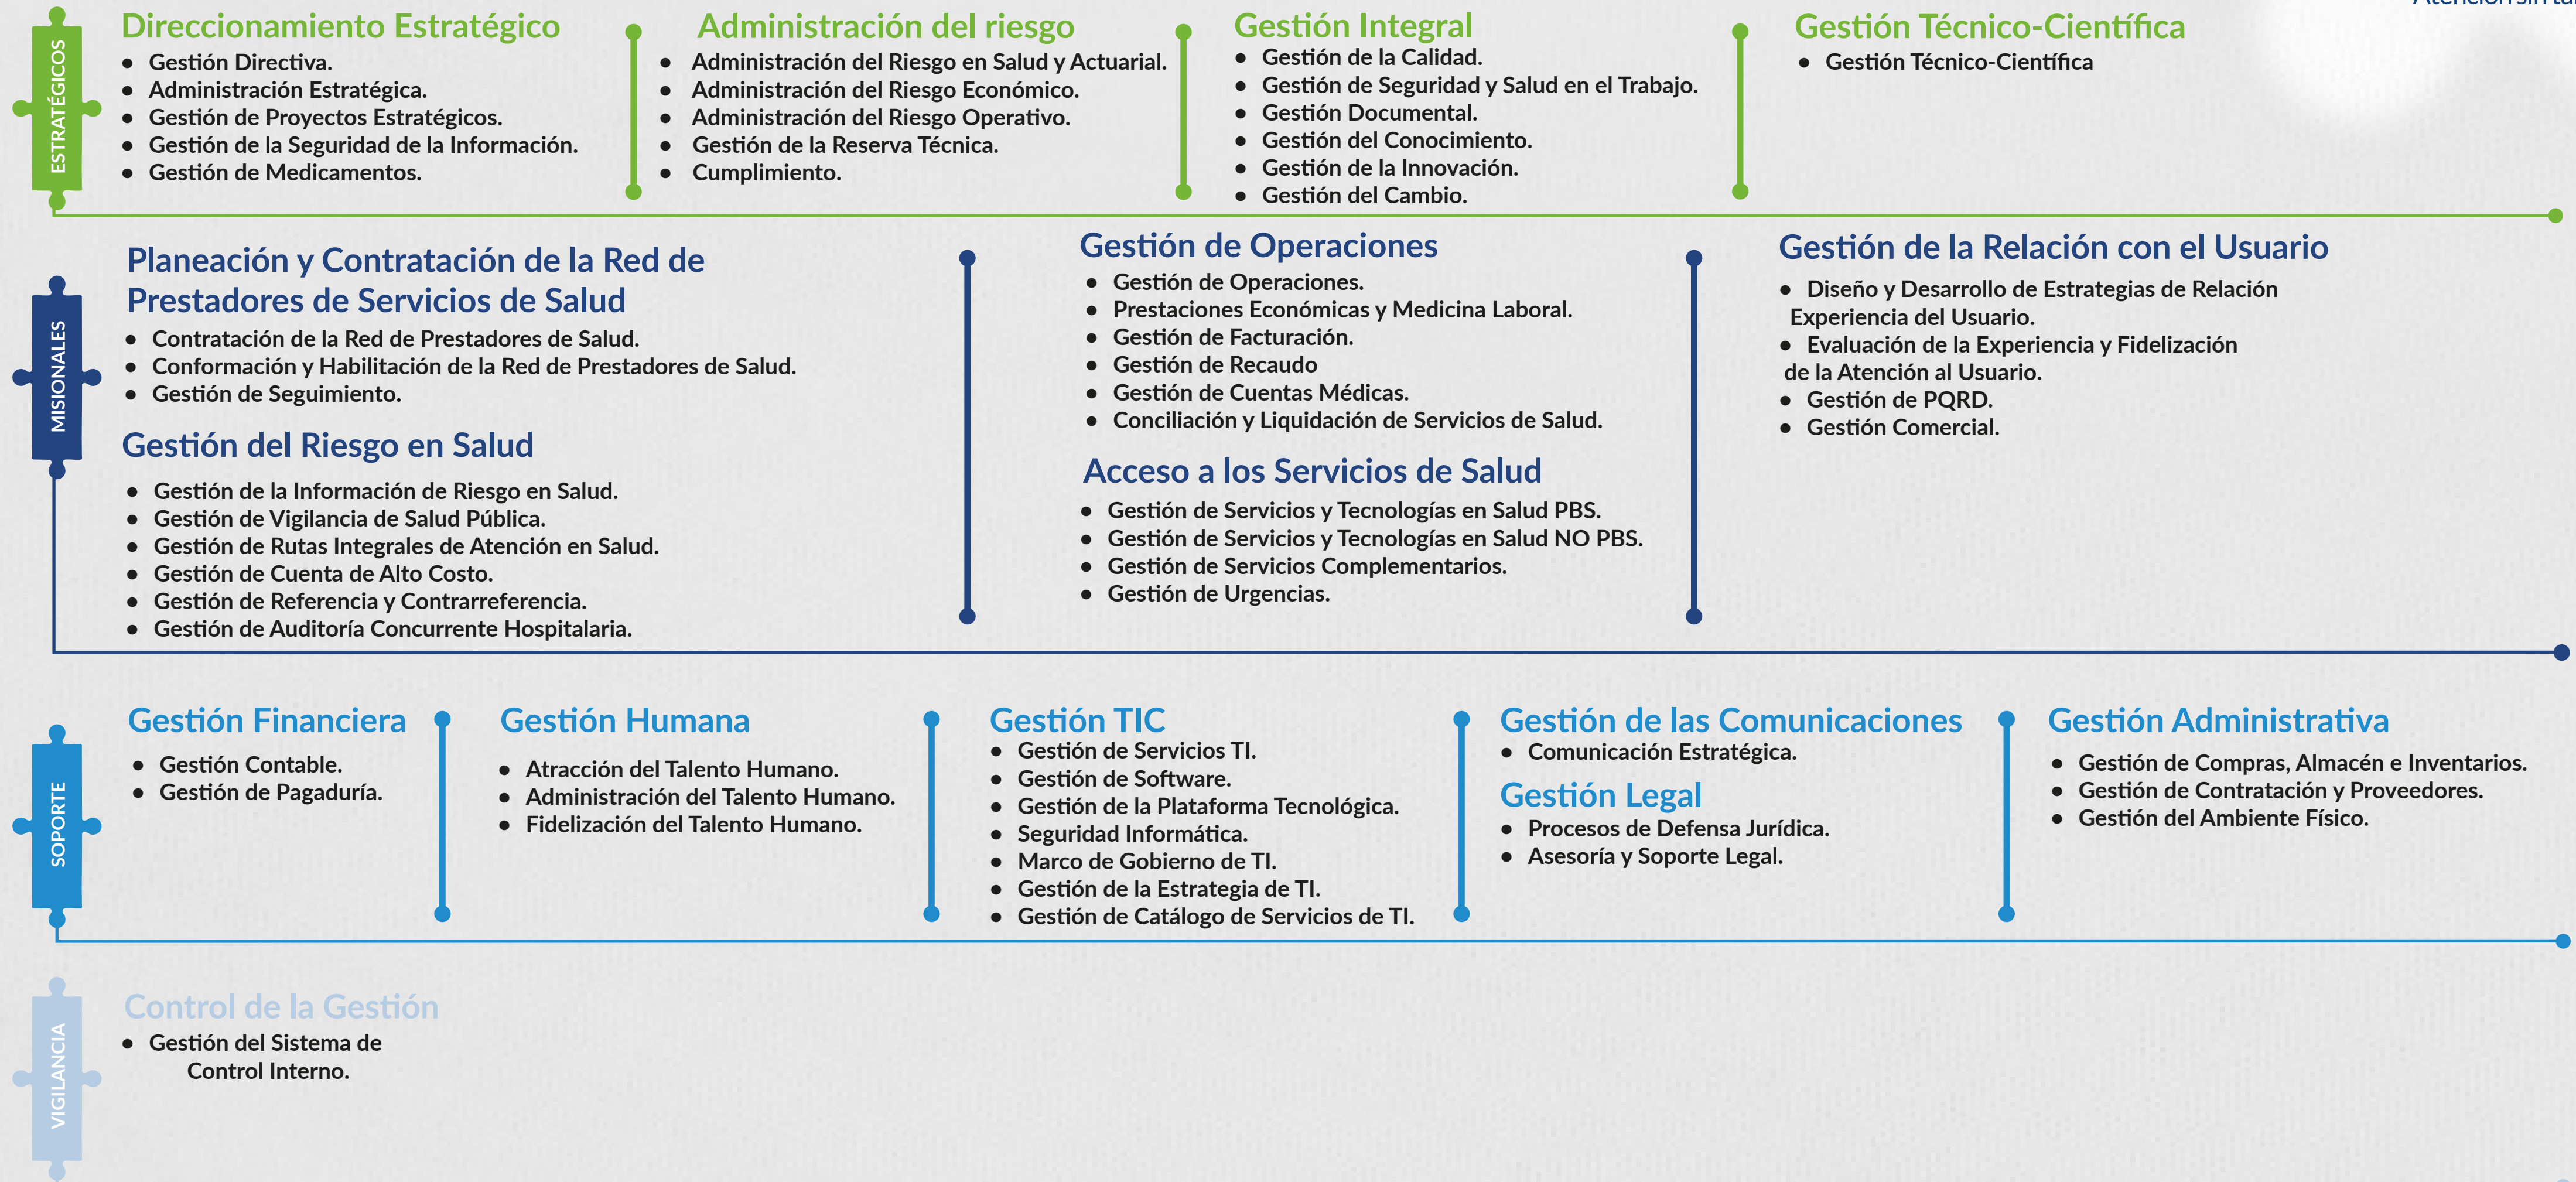 Atención sin
ESTRATÉGICOS
Direccionamiento Estratégico
● Gestión Directiva.
● Administración Estratégica.
● Gestión de Proyectos Estratégicos.
● Gestión de la Seguridad de la Información.
● Gestión de Medicamentos.
Administración del riesgo
● Administración del Riesgo en Salud y Actuarial.
● Administración del Riesgo Económico.
● Administración del Riesgo Operativo.
● Gestión de la Reserva Técnica.
● Cumplimiento.
Gestión Integral
● Gestión de la Calidad.
● Gestión de Seguridad y Salud en el Trabajo.
● Gestión Documental.
● Gestión del Conocimiento.
● Gestión de la Innovación.
● Gestión del Cambio.
Gestión Técnico-Científica
● Gestión Técnico-Científica
MISIONALES
Planeación y Contratación de la Red de
Prestadores de Servicios de Salud
● Contratación de la Red de Prestadores de Salud.
● Conformación y Habilitación de la Red de Prestadores de Salud.
● Gestión de Seguimiento.
Gestión del Riesgo en Salud
● Gestión de la Información de Riesgo en Salud.
● Gestión de Vigilancia de Salud Pública.
● Gestión de Rutas Integrales de Atención en Salud.
● Gestión de Cuenta de Alto Costo.
● Gestión de Referencia y Contrarreferencia.
● Gestión de Auditoría Concurrente Hospitalaria.
Gestión de Operaciones
● Gestión de Operaciones.
● Prestaciones Económicas y Medicina Laboral.
● Gestión de Facturación.
● Gestión de Recaudo
● Gestión de Cuentas Médicas.
● Conciliación y Liquidación de Servicios de Salud.
Acceso a los Servicios de Salud
● Gestión de Servicios y Tecnologías en Salud PBS.
● Gestión de Servicios y Tecnologías en Salud NO PBS.
● Gestión de Servicios Complementarios.
● Gestión de Urgencias.
Gestión de la Relación con el Usuario
● Diseño y Desarrollo de Estrategias de Relación
Experiencia del Usuario.
● Evaluación de la Experiencia y Fidelización
de la Atención al Usuario.
● Gestión de PQRD.
● Gestión Comercial.
SOPORTE
Gestión Financiera
● Gestión Contable.
● Gestión de Pagaduría.
Gestión Humana
● Atracción del Talento Humano.
● Administración del Talento Humano.
● Fidelización del Talento Humano.
Gestión TIC
● Gestión de Servicios TI.
● Gestión de Software.
● Gestión de la Plataforma Tecnológica.
● Seguridad Informática.
● Marco de Gobierno de TI.
● Gestión de la Estrategia de TI.
● Gestión de Catálogo de Servicios de TI.
Gestión de las Comunicaciones
● Comunicación Estratégica.
Gestión Legal
● Procesos de Defensa Jurídica.
● Asesoría y Soporte Legal.
Gestión Administrativa
● Gestión de Compras, Almacén e Inventarios.
● Gestión de Contratación y Proveedores.
● Gestión del Ambiente Físico.
VIGILANCIA
Control de la Gestión
● Gestión del Sistema de
Control Interno.